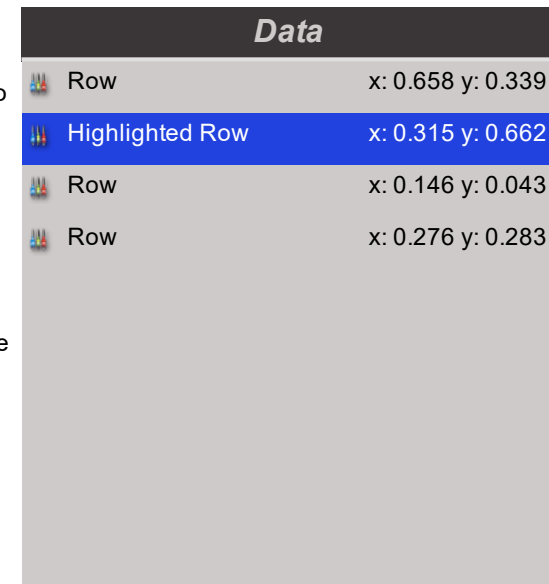 Data
Row x: 0.658 y: 0.339
Highlighted Row x: 0.315 y: 0.662
Row x: 0.146 y: 0.043
Row x: 0.276 y: 0.283